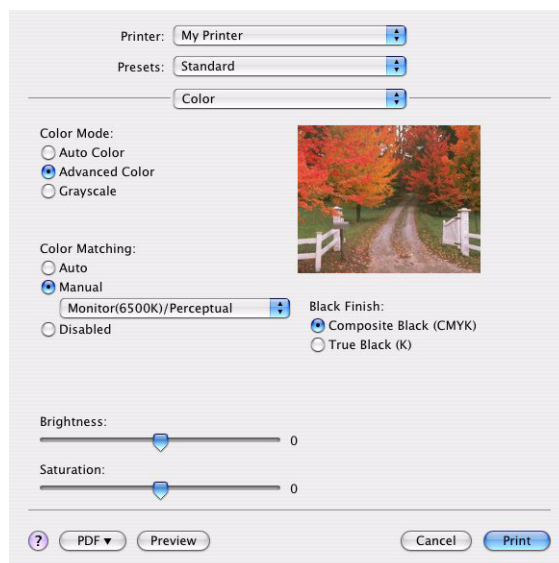 Printer: My Printer
Presets: Standard
Color
Color Mode:
Auto Color
Advanced Color
Grayscale
Color Matching:
Auto
Manual
Monitor(6500K)/Perceptual
Disabled
Black Finish:
Composite Black (CMYK)
True Black (K)
Brightness:
0
Saturation:
0
? PDF ▼ Preview Cancel Print